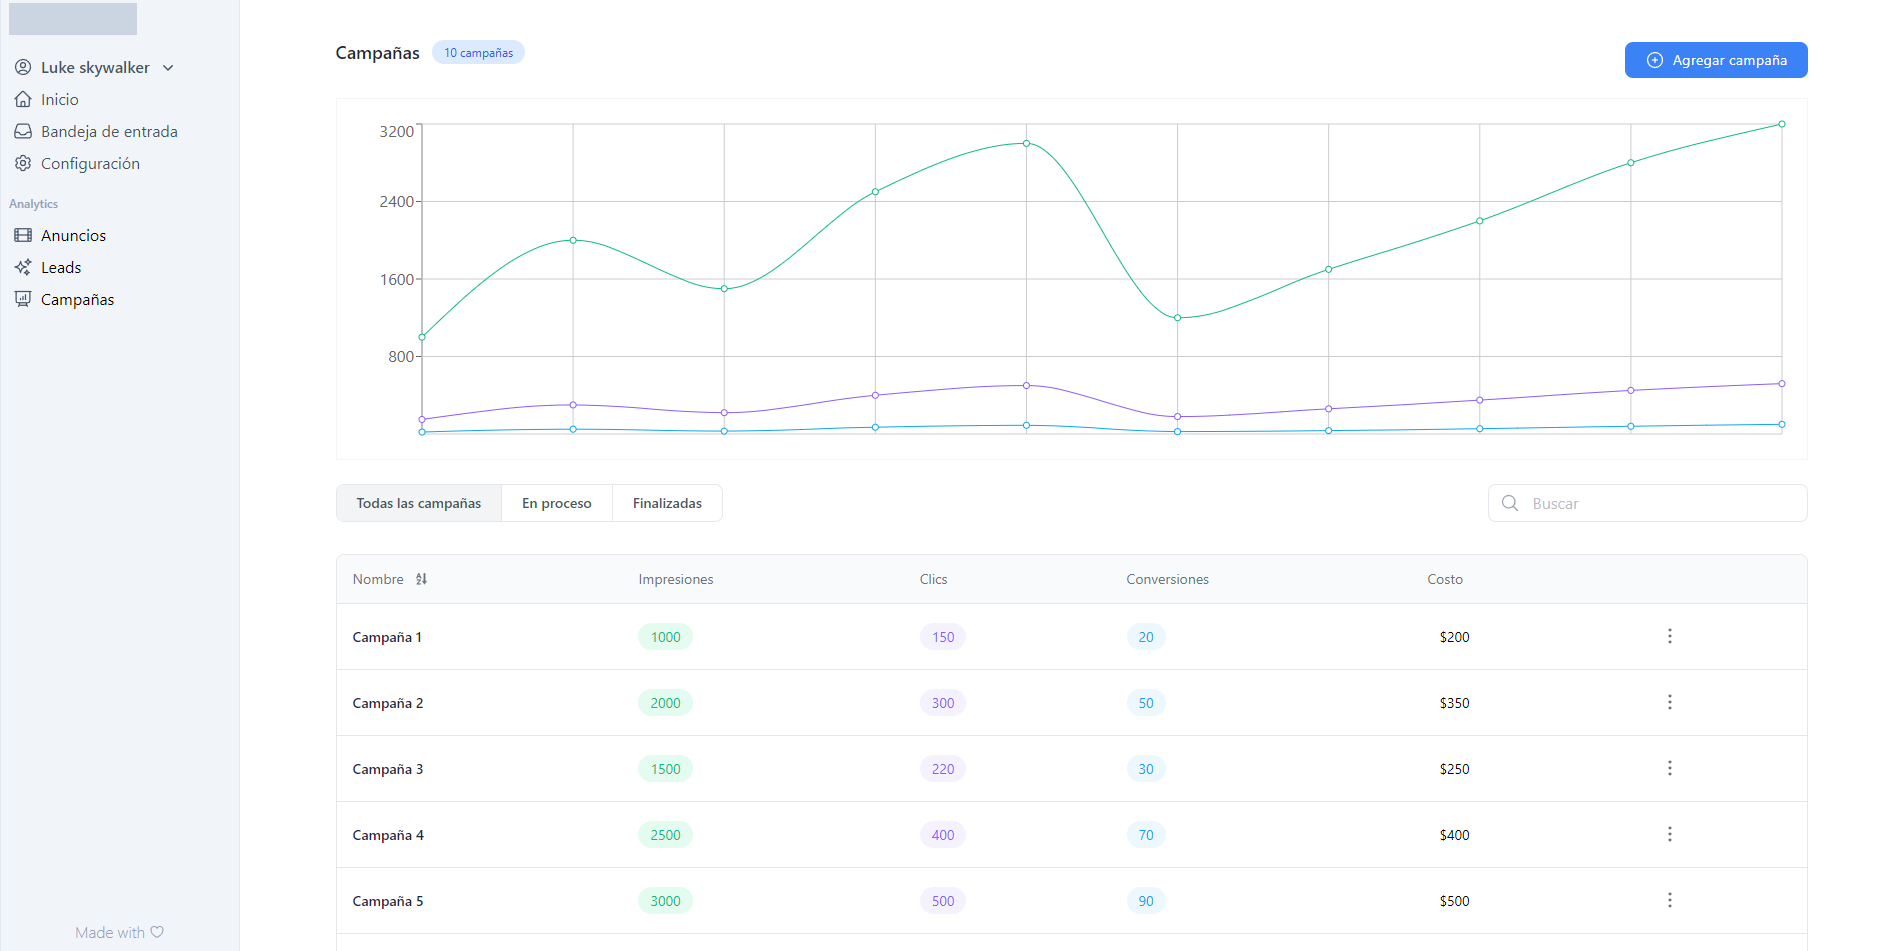 Luke skywalker
Inicio
Bandeja de entrada
Configuración
Analytics
Anuncios
Leads
Campañas
Made with
Campañas 10 campañas
Agregar campaña
3200
2400
1600
800
Todas las campañas En proceso Finalizadas
Buscar
Nombre Impresiones Clics Conversiones Costo
Campaña 1 1000 150 20 $200
Campaña 2 2000 300 50 $350
Campaña 3 1500 220 30 $250
Campaña 4 2500 400 70 $400
Campaña 5 3000 500 90 $500